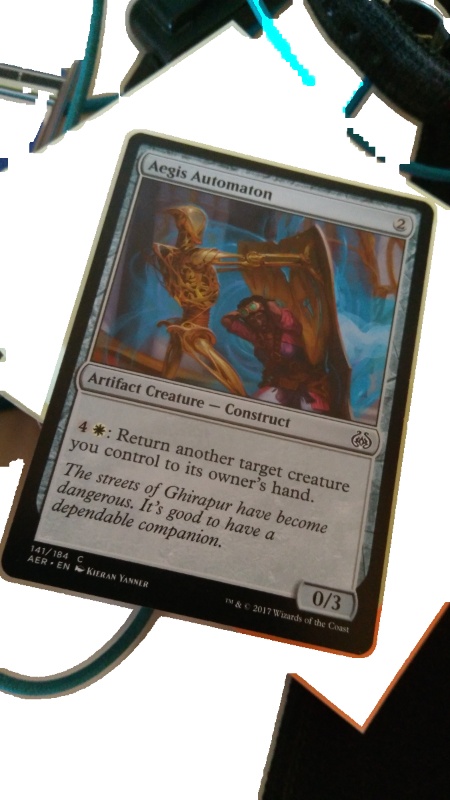 Aegis Automaton
2
Artifact Creature — Construct
4 : Return another target creature
you control to its owner's hand.
The streets of Ghirapur have become
dangerous. It's good to have a
dependable companion.
141/184 C
AER • EN Kieran Yanner
™ & © 2017 Wizards of the Coast
0/3